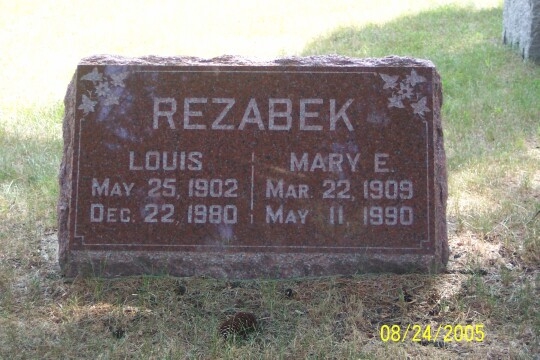 REZABEK
LOUIS
MAY 25, 1902
DEC. 22, 1980
MARY E.
MAR. 22, 1909
MAY 11, 1990
08/24/2005